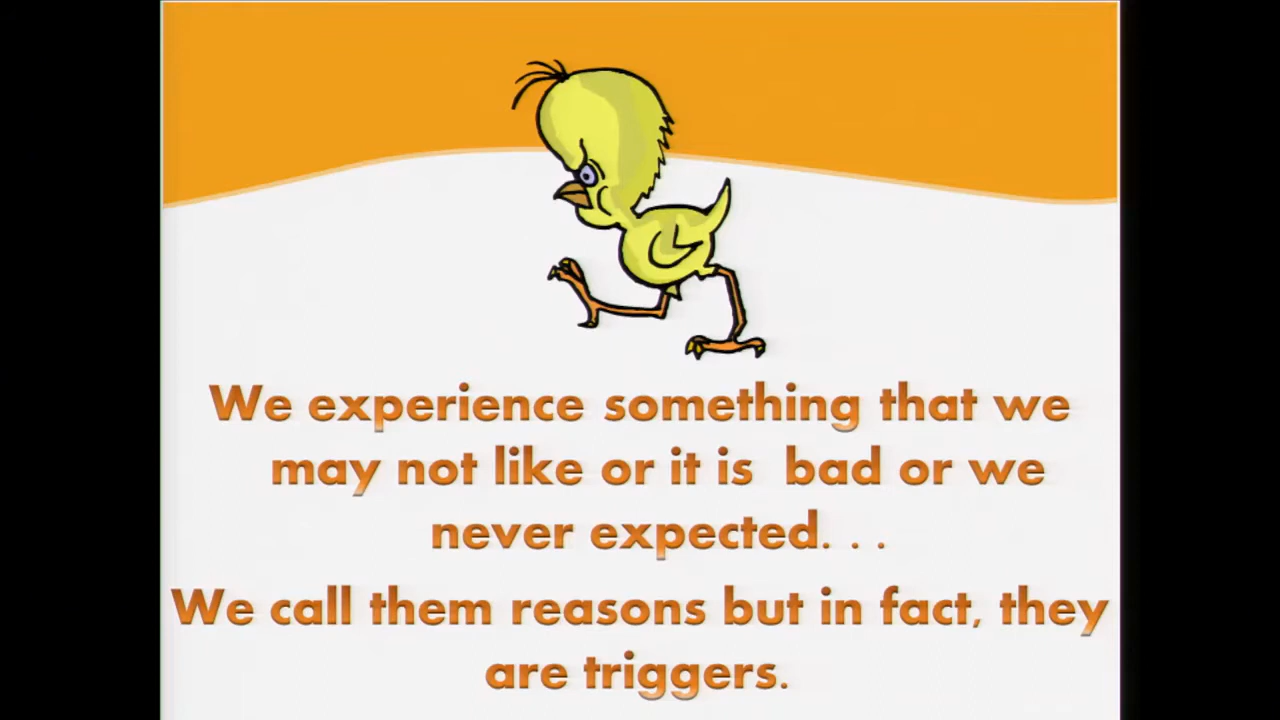 We experience something that we
may not like or it is  bad or we
never expected. . .
We call them reasons but in fact, they
are triggers.